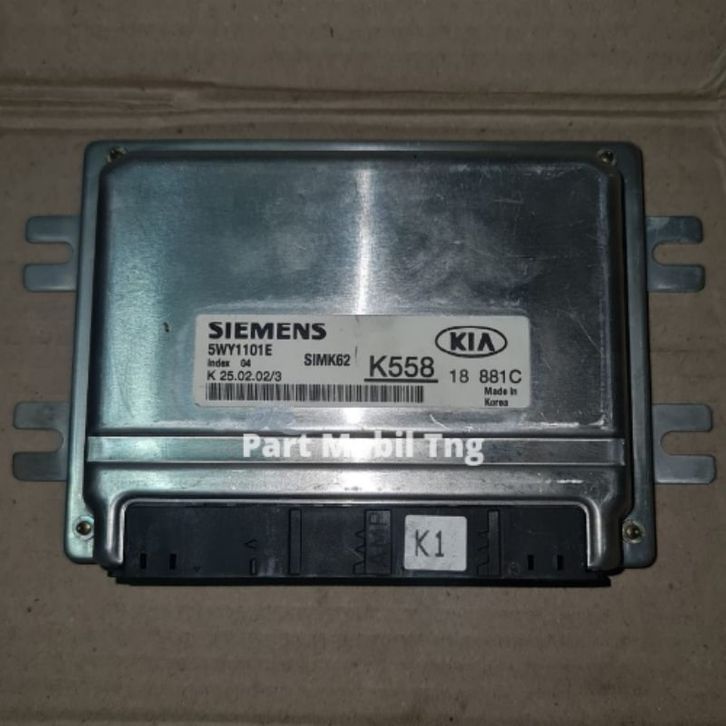 SIEMENS
5WY1101E
Index 04
SIMK62
K 25.02.02/3
K558
KIA
18 881C
Made in
Korea
Part Mobil Tng
AMP
K1